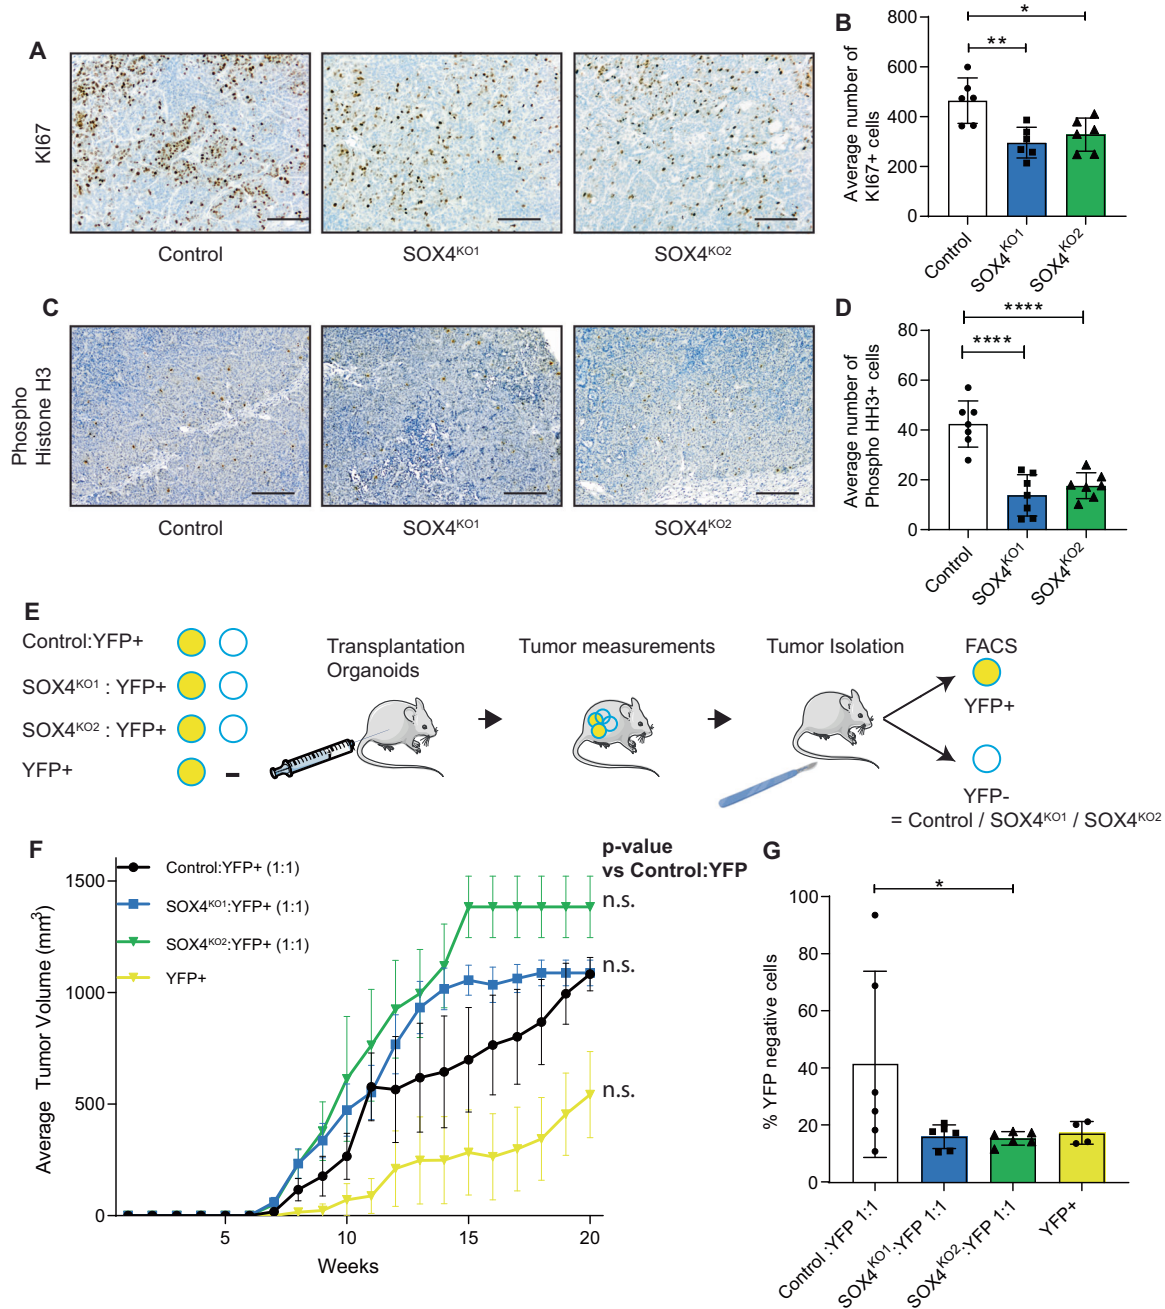 A
KI67
Control
SOX4KO1
SOX4KO2
B
Average number of
KI67+ cells
800
600
400
200
0
*
**
Control
SOX4KO1
SOX4KO2
C
Phospho
Histone H3
Control
SOX4KO1
SOX4KO2
D
Average number of
Phospho HH3+ cells
80
60
40
20
0
****
****
Control
SOX4KO1
SOX4KO2
E
Control:YFP+
SOX4KO1 : YFP+
SOX4KO2 : YFP+
YFP+
–
Transplantation
Organoids
Tumor measurements
Tumor Isolation
FACS
YFP+
YFP-
= Control / SOX4KO1 / SOX4KO2
F
Average Tumor Volume (mm3)
1500
1000
500
0
5
10
15
20
Weeks
Control:YFP+ (1:1)
SOX4KO1:YFP+ (1:1)
SOX4KO2:YFP+ (1:1)
YFP+
p-value
vs Control:YFP
n.s.
n.s.
n.s.
G
% YFP negative cells
100
80
60
40
20
0
*
Control :YFP 1:1
SOX4KO1:YFP 1:1
SOX4KO2:YFP 1:1
YFP+